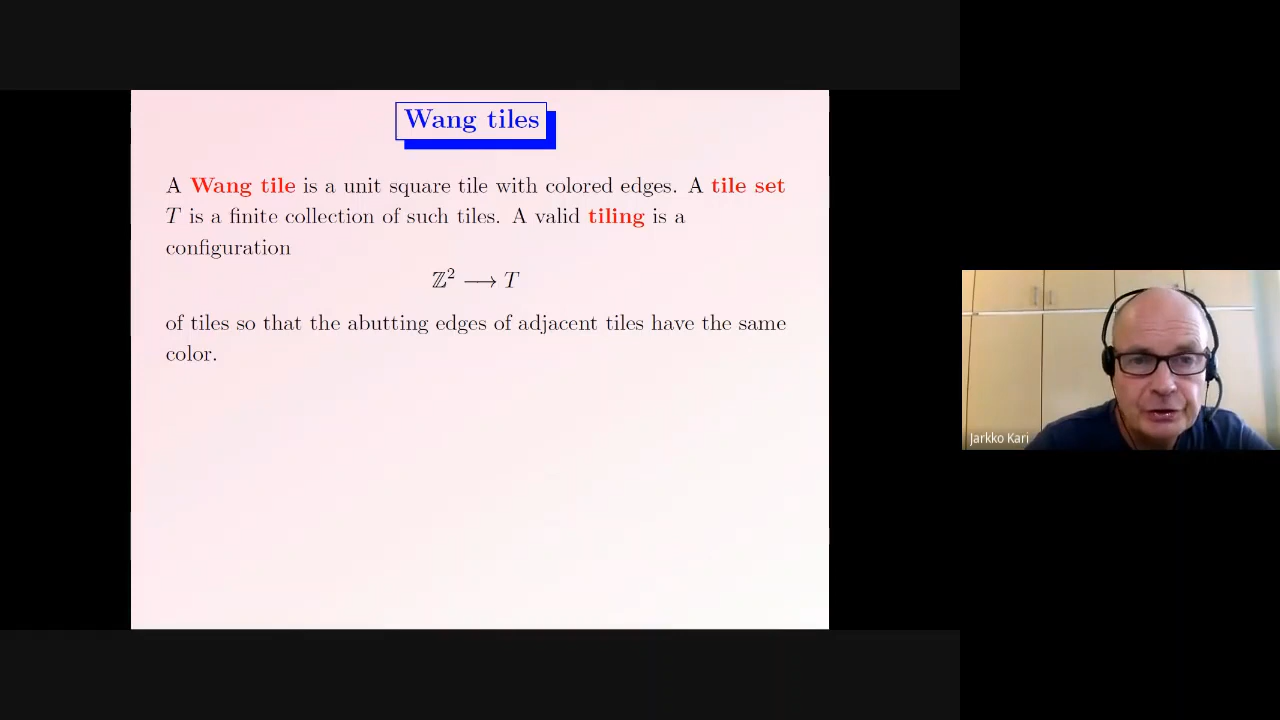 Wang tiles
A Wang tile is a unit square tile with colored edges. A tile set
T is a finite collection of such tiles. A valid tiling is a
configuration
ℤ² ⟶ T
of tiles so that the abutting edges of adjacent tiles have the same
color.
Jarkko Kari